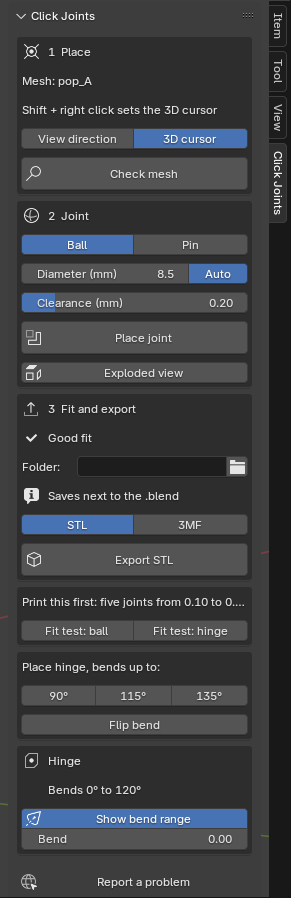 Click Joints
1 Place
Mesh: pop_A
Shift + right click sets the 3D cursor
View direction
3D cursor
Check mesh
2 Joint
Ball
Pin
Diameter (mm) 8.5
Auto
Clearance (mm) 0.20
Place joint
Exploded view
3 Fit and export
Good fit
Folder:
Saves next to the .blend
STL
3MF
Export STL
Print this first: five joints from 0.10 to 0....
Fit test: ball
Fit test: hinge
Place hinge, bends up to:
90°
115°
135°
Flip bend
Hinge
Bends 0° to 120°
Show bend range
Bend 0.00
Report a problem
Item
Tool
View
Click Joints